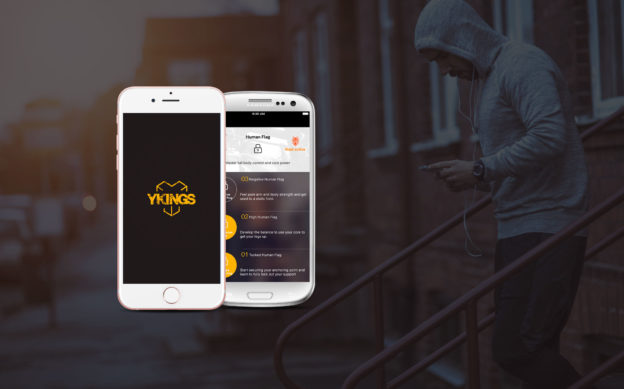 YKINGS
Human Flag
full body control and core power
03 Negative Human Flag
Feel your arm and body strength and get
used to a static form.
02 High Human Flag
Develop the balance to use your core to
get your legs up.
01 Tucked Human Flag
Start securing your anchoring point and
learn to fully lock out your support